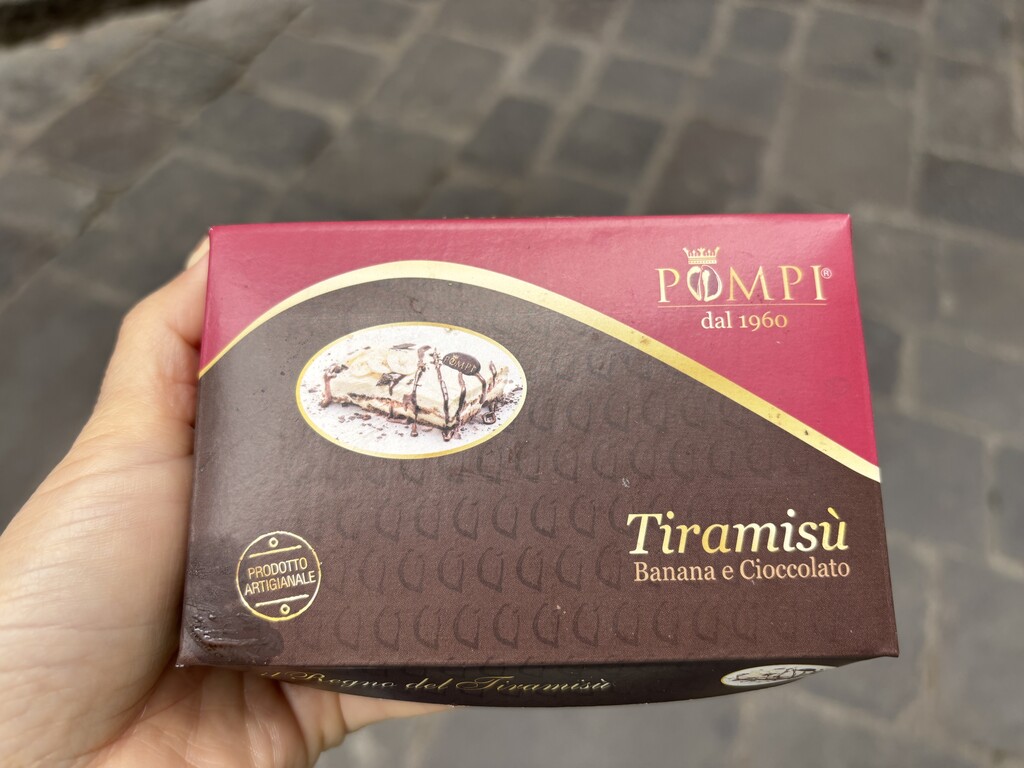 POMPI®
dal 1960
POMPI
Tiramisù
Banana e Cioccolato
PRODOTTO
ARTIGIANALE
Il Regno del Tiramisù